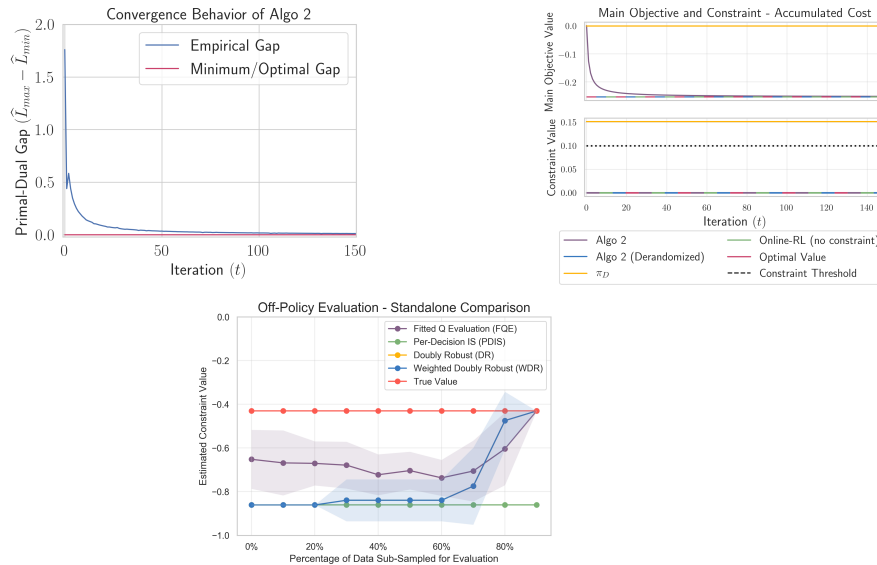 Convergence Behavior of Algo 2
Primal-Dual Gap (L̂max − L̂min)
2.0
1.5
1.0
0.5
0.0
Empirical Gap
Minimum/Optimal Gap
0
50
100
150
Iteration (t)
Main Objective and Constraint - Accumulated Cost
Main Objective Value
0.0
−0.1
−0.2
Constraint Value
0.15
0.10
0.05
0.00
0
20
40
60
80
100
120
140
Iteration (t)
Algo 2
Algo 2 (Derandomized)
πD
Online-RL (no constraint)
Optimal Value
Constraint Threshold
Off-Policy Evaluation - Standalone Comparison
Estimated Constraint Value
0.0
−0.2
−0.4
−0.6
−0.8
−1.0
Fitted Q Evaluation (FQE)
Per-Decision IS (PDIS)
Doubly Robust (DR)
Weighted Doubly Robust (WDR)
True Value
0%
20%
40%
60%
80%
Percentage of Data Sub-Sampled for Evaluation